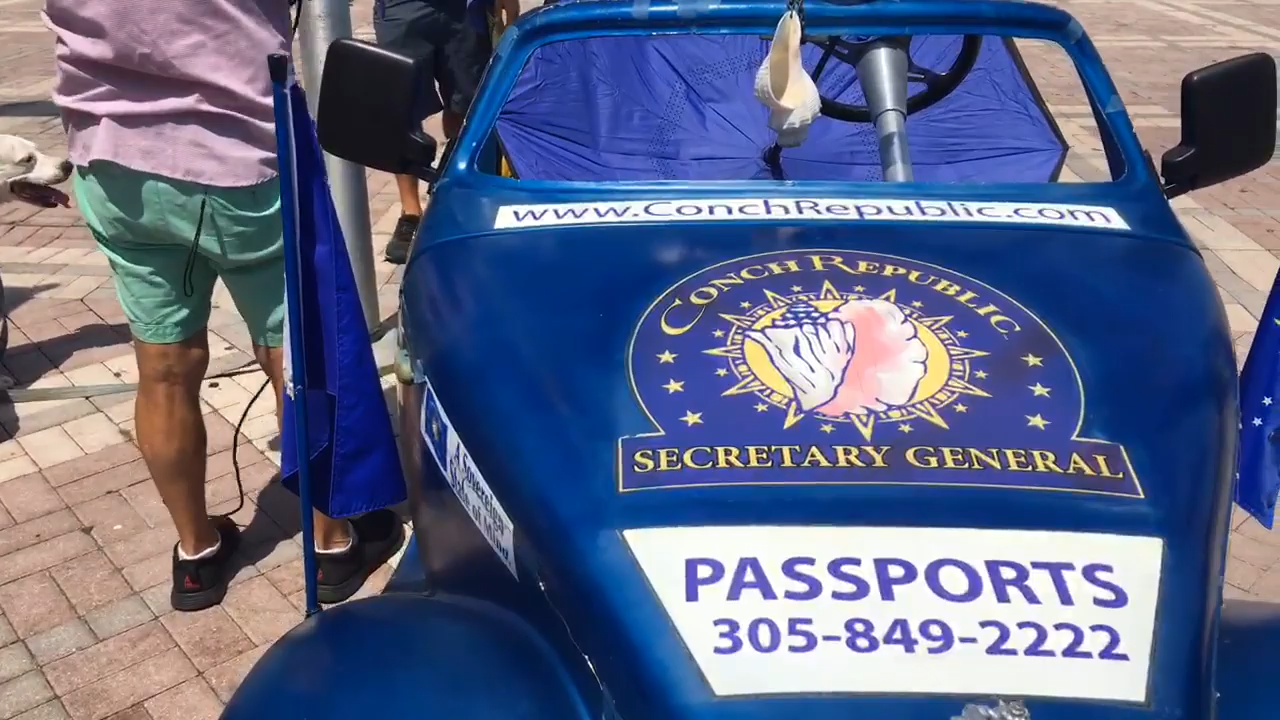 www.ConchRepublic.com
CONCH REPUBLIC
SECRETARY GENERAL
A Sovereign
State of Mind
PASSPORTS
305-849-2222